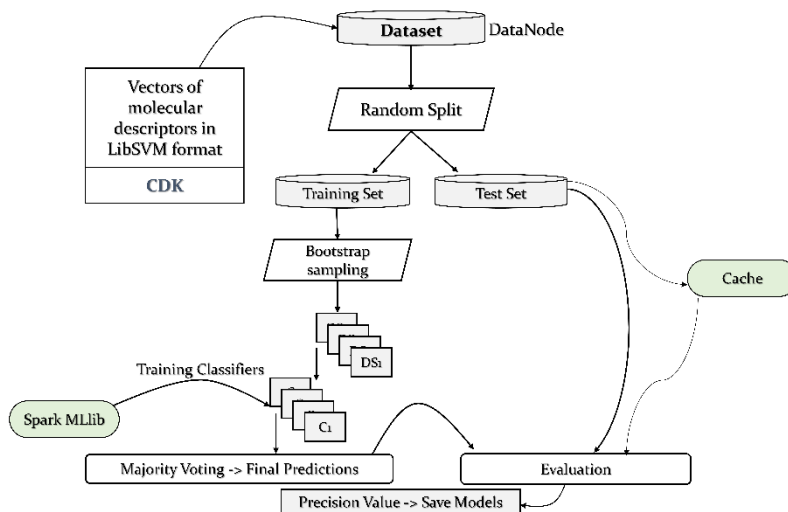 Dataset
DataNode
Vectors of
molecular
descriptors in
LibSVM format
CDK
Random Split
Training Set
Test Set
Bootstrap
sampling
Cache
DS1
Training Classifiers
C1
Spark MLlib
Majority Voting -> Final Predictions
Evaluation
Precision Value -> Save Models